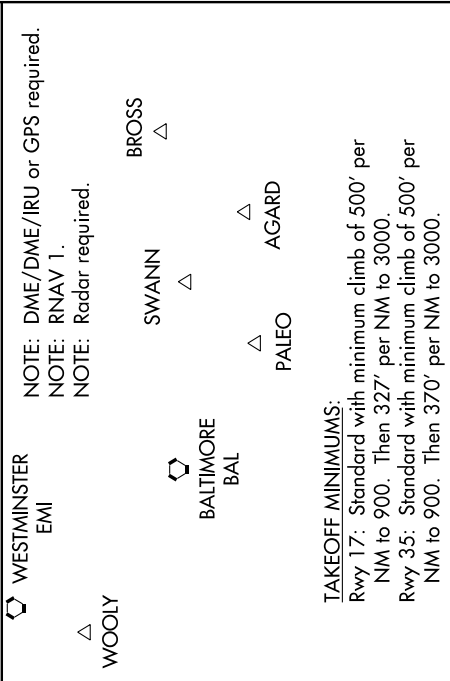 NOTE: DME/DME/IRU or GPS required.
NOTE: RNAV 1.
NOTE: Radar required.
WESTMINSTER
EMI
WOOLY
BROSS
SWANN
AGARD
PALEO
BALTIMORE
BAL
TAKEOFF MINIMUMS:
Rwy 17: Standard with minimum climb of 500' per
NM to 900. Then 327' per NM to 3000.
Rwy 35: Standard with minimum climb of 500' per
NM to 900. Then 370' per NM to 3000.